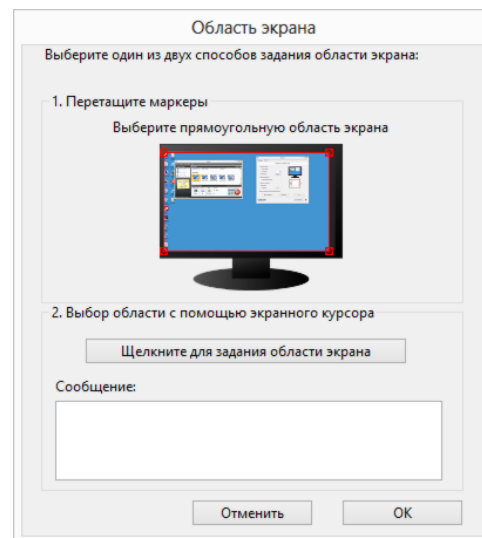 Область экрана
Выберите один из двух способов задания области экрана:
1. Перетащите маркеры
Выберите прямоугольную область экрана
2. Выбор области с помощью экранного курсора
Щелкните для задания области экрана
Сообщение:
Отменить
OK